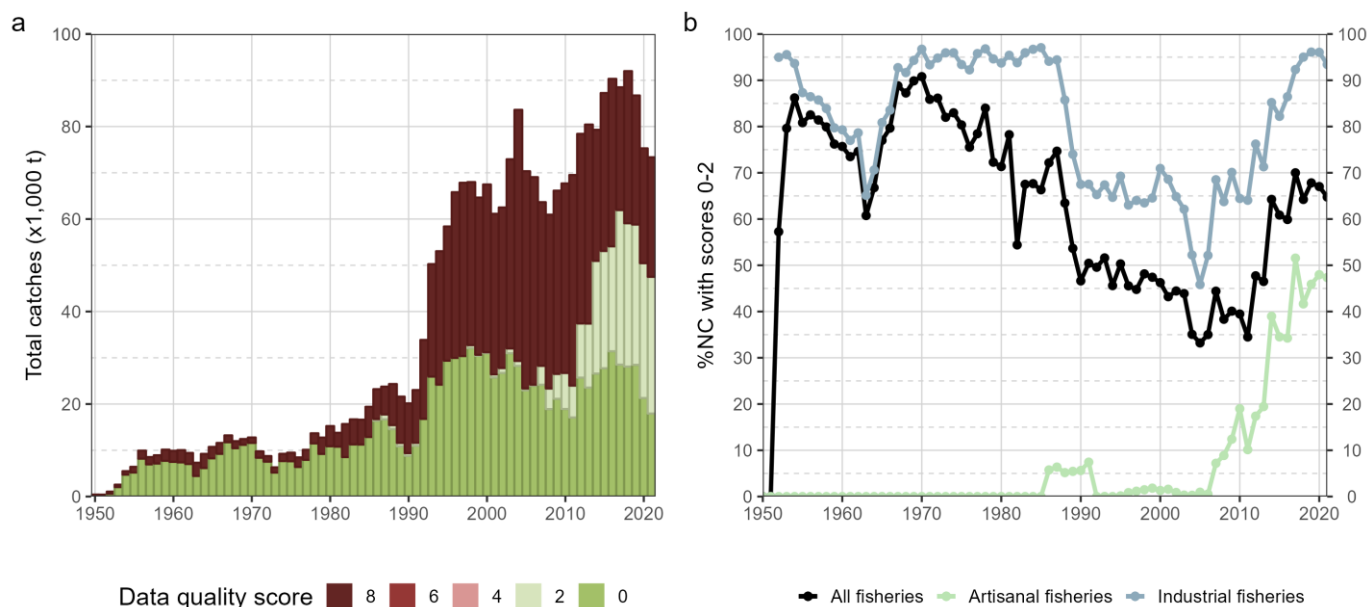 a
Total catches (x1,000 t)
100
80
60
40
20
0
1950 1960 1970 1980 1990 2000 2010 2020
Data quality score 8 6 4 2 0
b
%NC with scores 0-2
100 100
90 90
80 80
70 70
60 60
50 50
40 40
30 30
20 20
10 10
0 0
1950 1960 1970 1980 1990 2000 2010 2020
All fisheries Artisanal fisheries Industrial fisheries